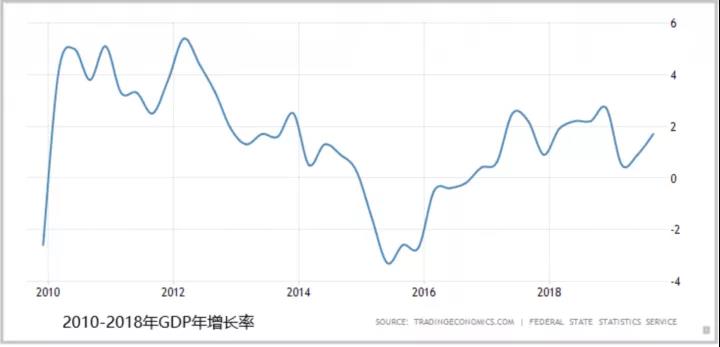 6
4
2
0
-2
-4
2010 2012 2014 2016 2018
2010-2018年GDP年增长率
SOURCE: TRADINGECONOMICS.COM | FEDERAL STATE STATISTICS SERVICE